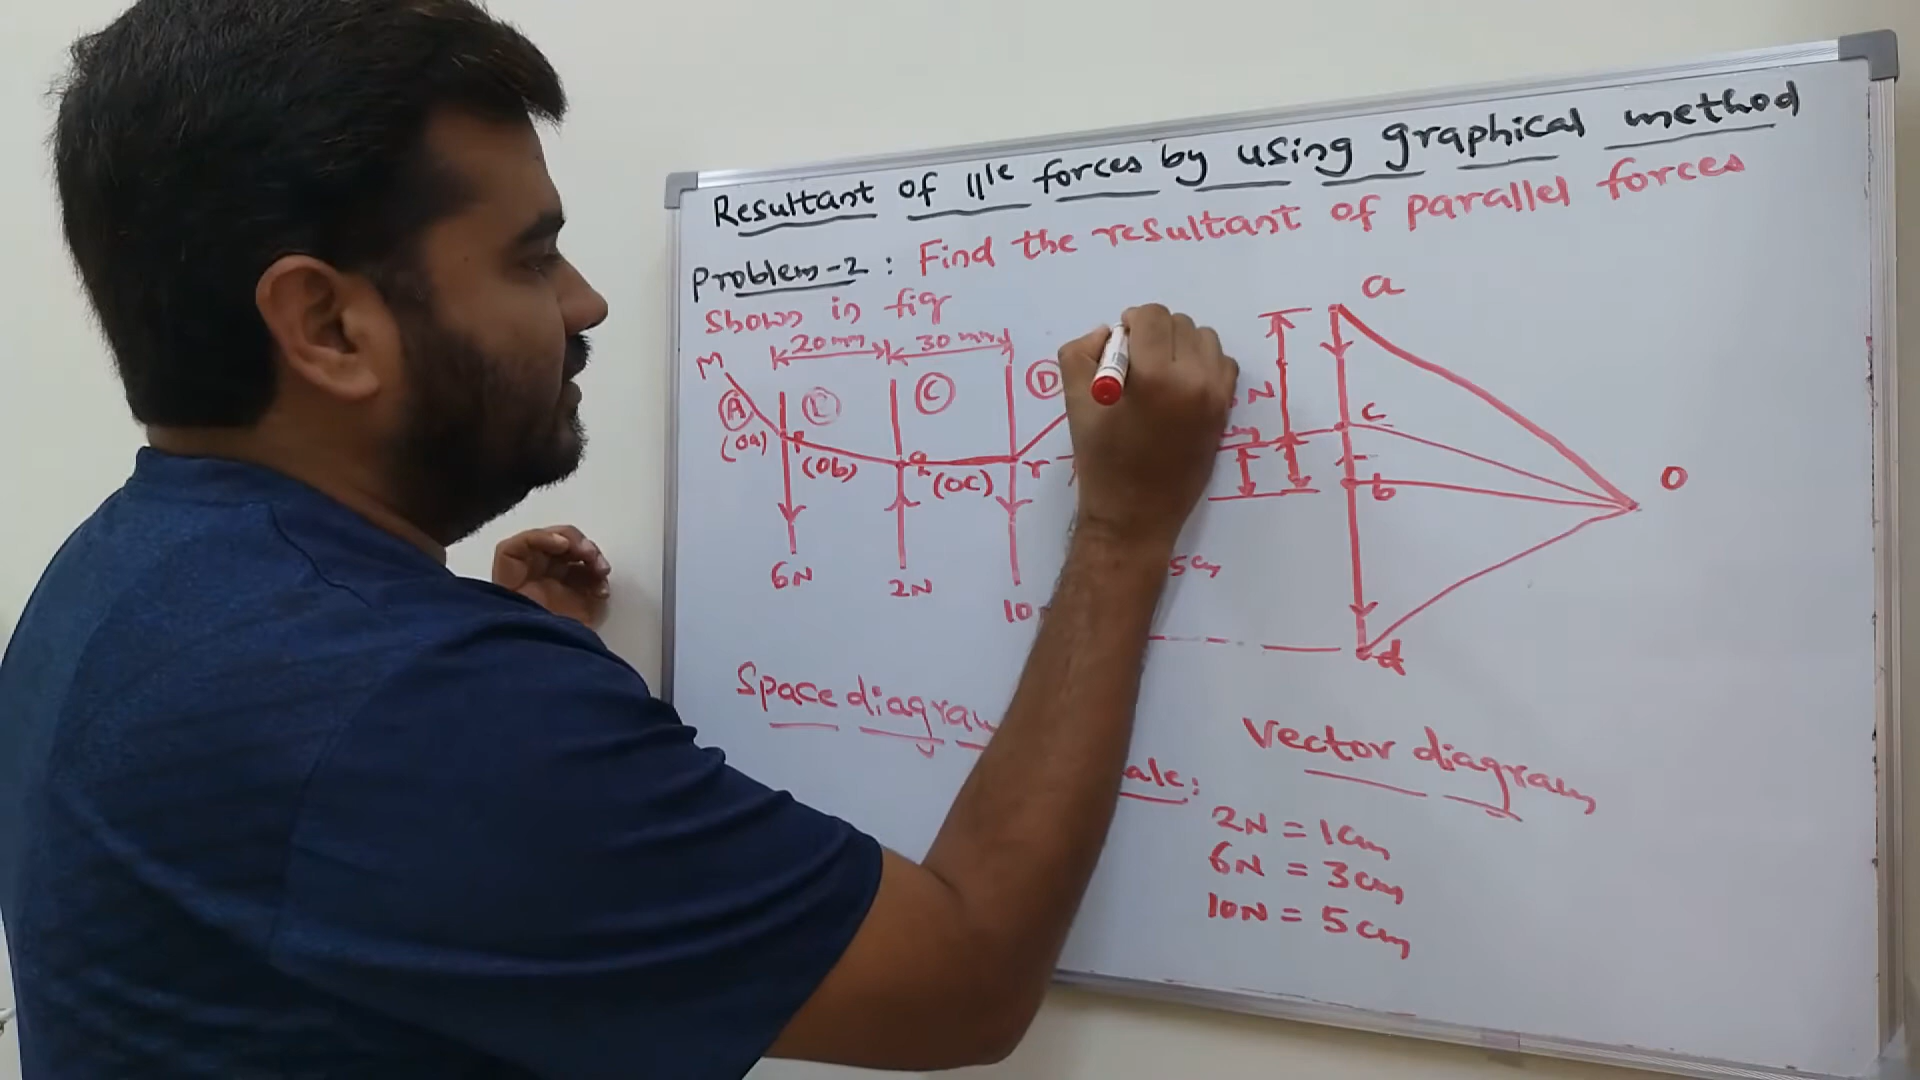 Resultant of ||le forces by using graphical method
Problem-2 : Find the resultant of parallel forces
Shown in fig
20mm 30mm
M
A C D
(oa) p (ob) q (oc) r
6N 2N 10
Space diagram
a
N
c
b
o
5cm
d
Vector diagram
2N = 1cm
6N = 3cm
10N = 5cm